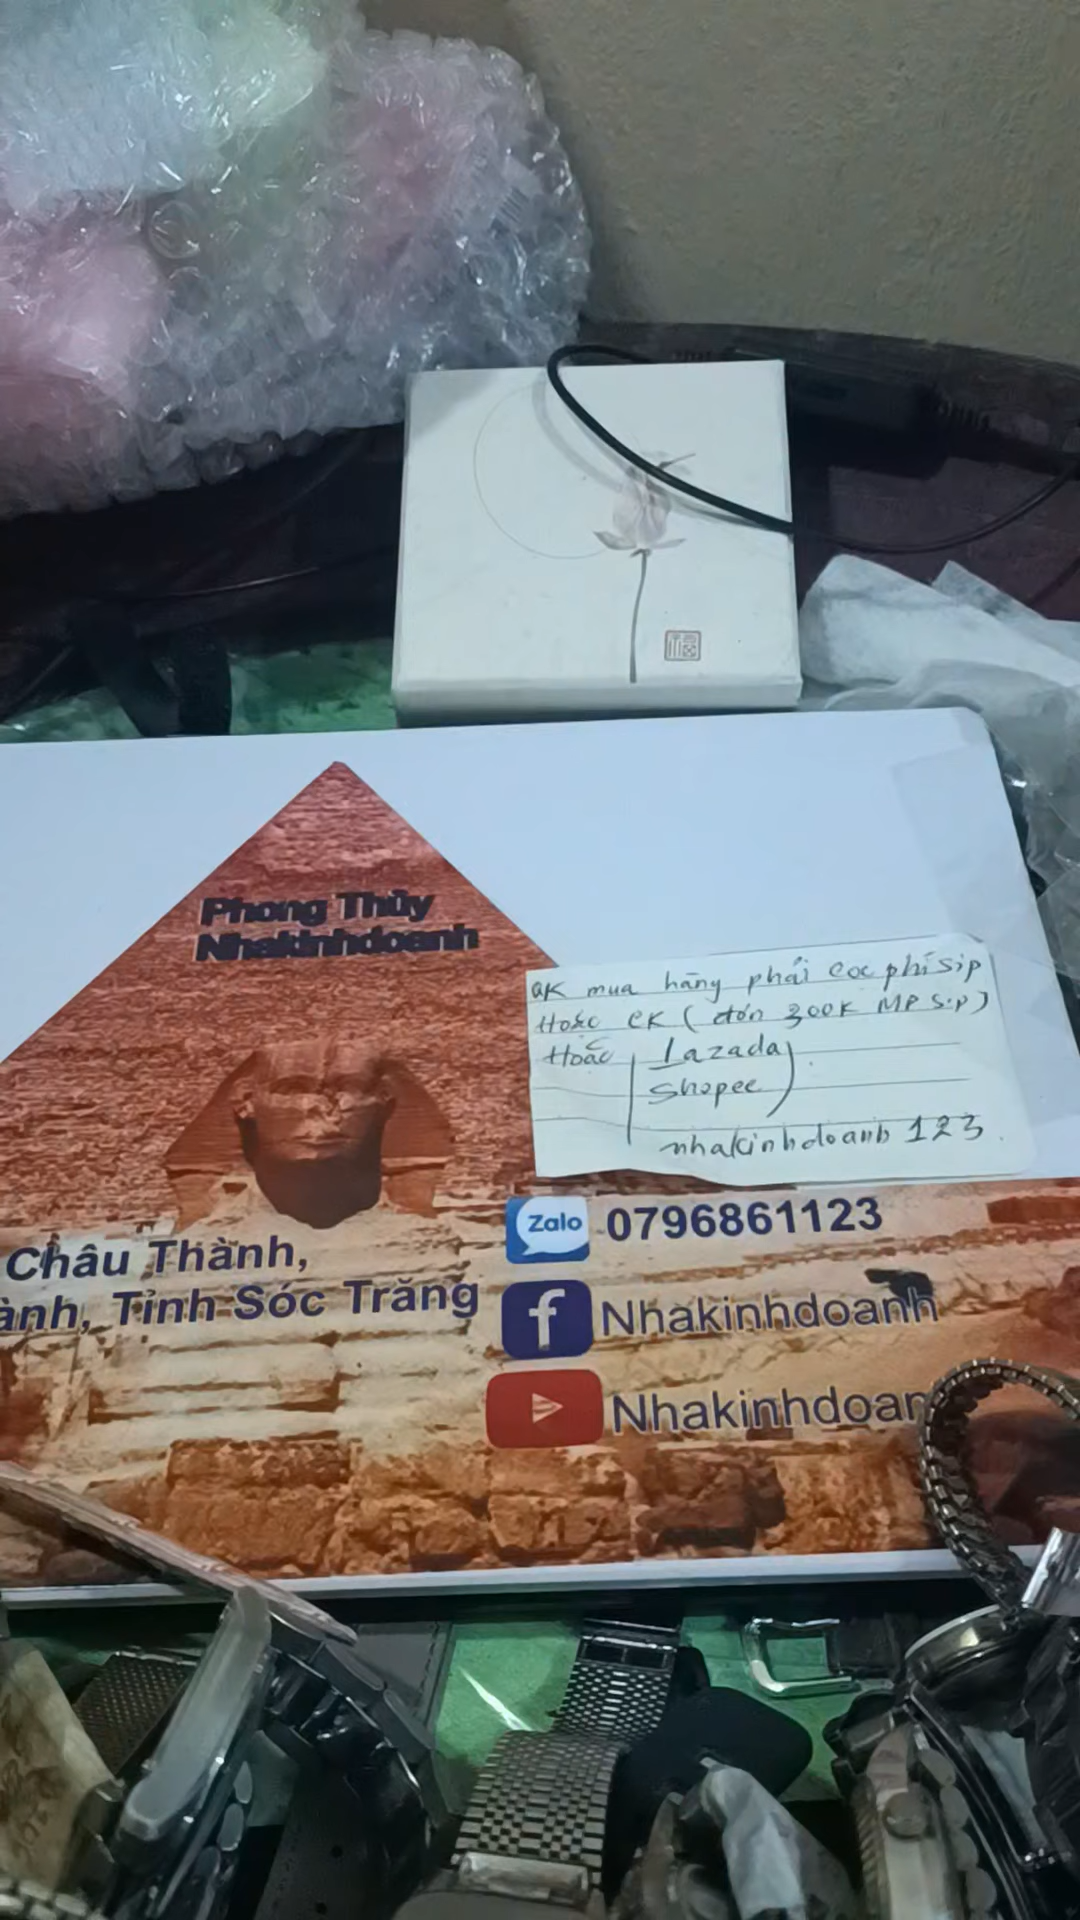 Phong Thủy
Nhakinhdoanh
QK mua hàng phải cọc phí sip
Hoặc CK (đơn 300K MP S.P)
Hoặc Lazada
Shopee
nhakinhdoanh 123
Châu Thành,
ành, Tỉnh Sóc Trăng
Zalo 0796861123
f Nhakinhdoanh
Nhakinhdoan